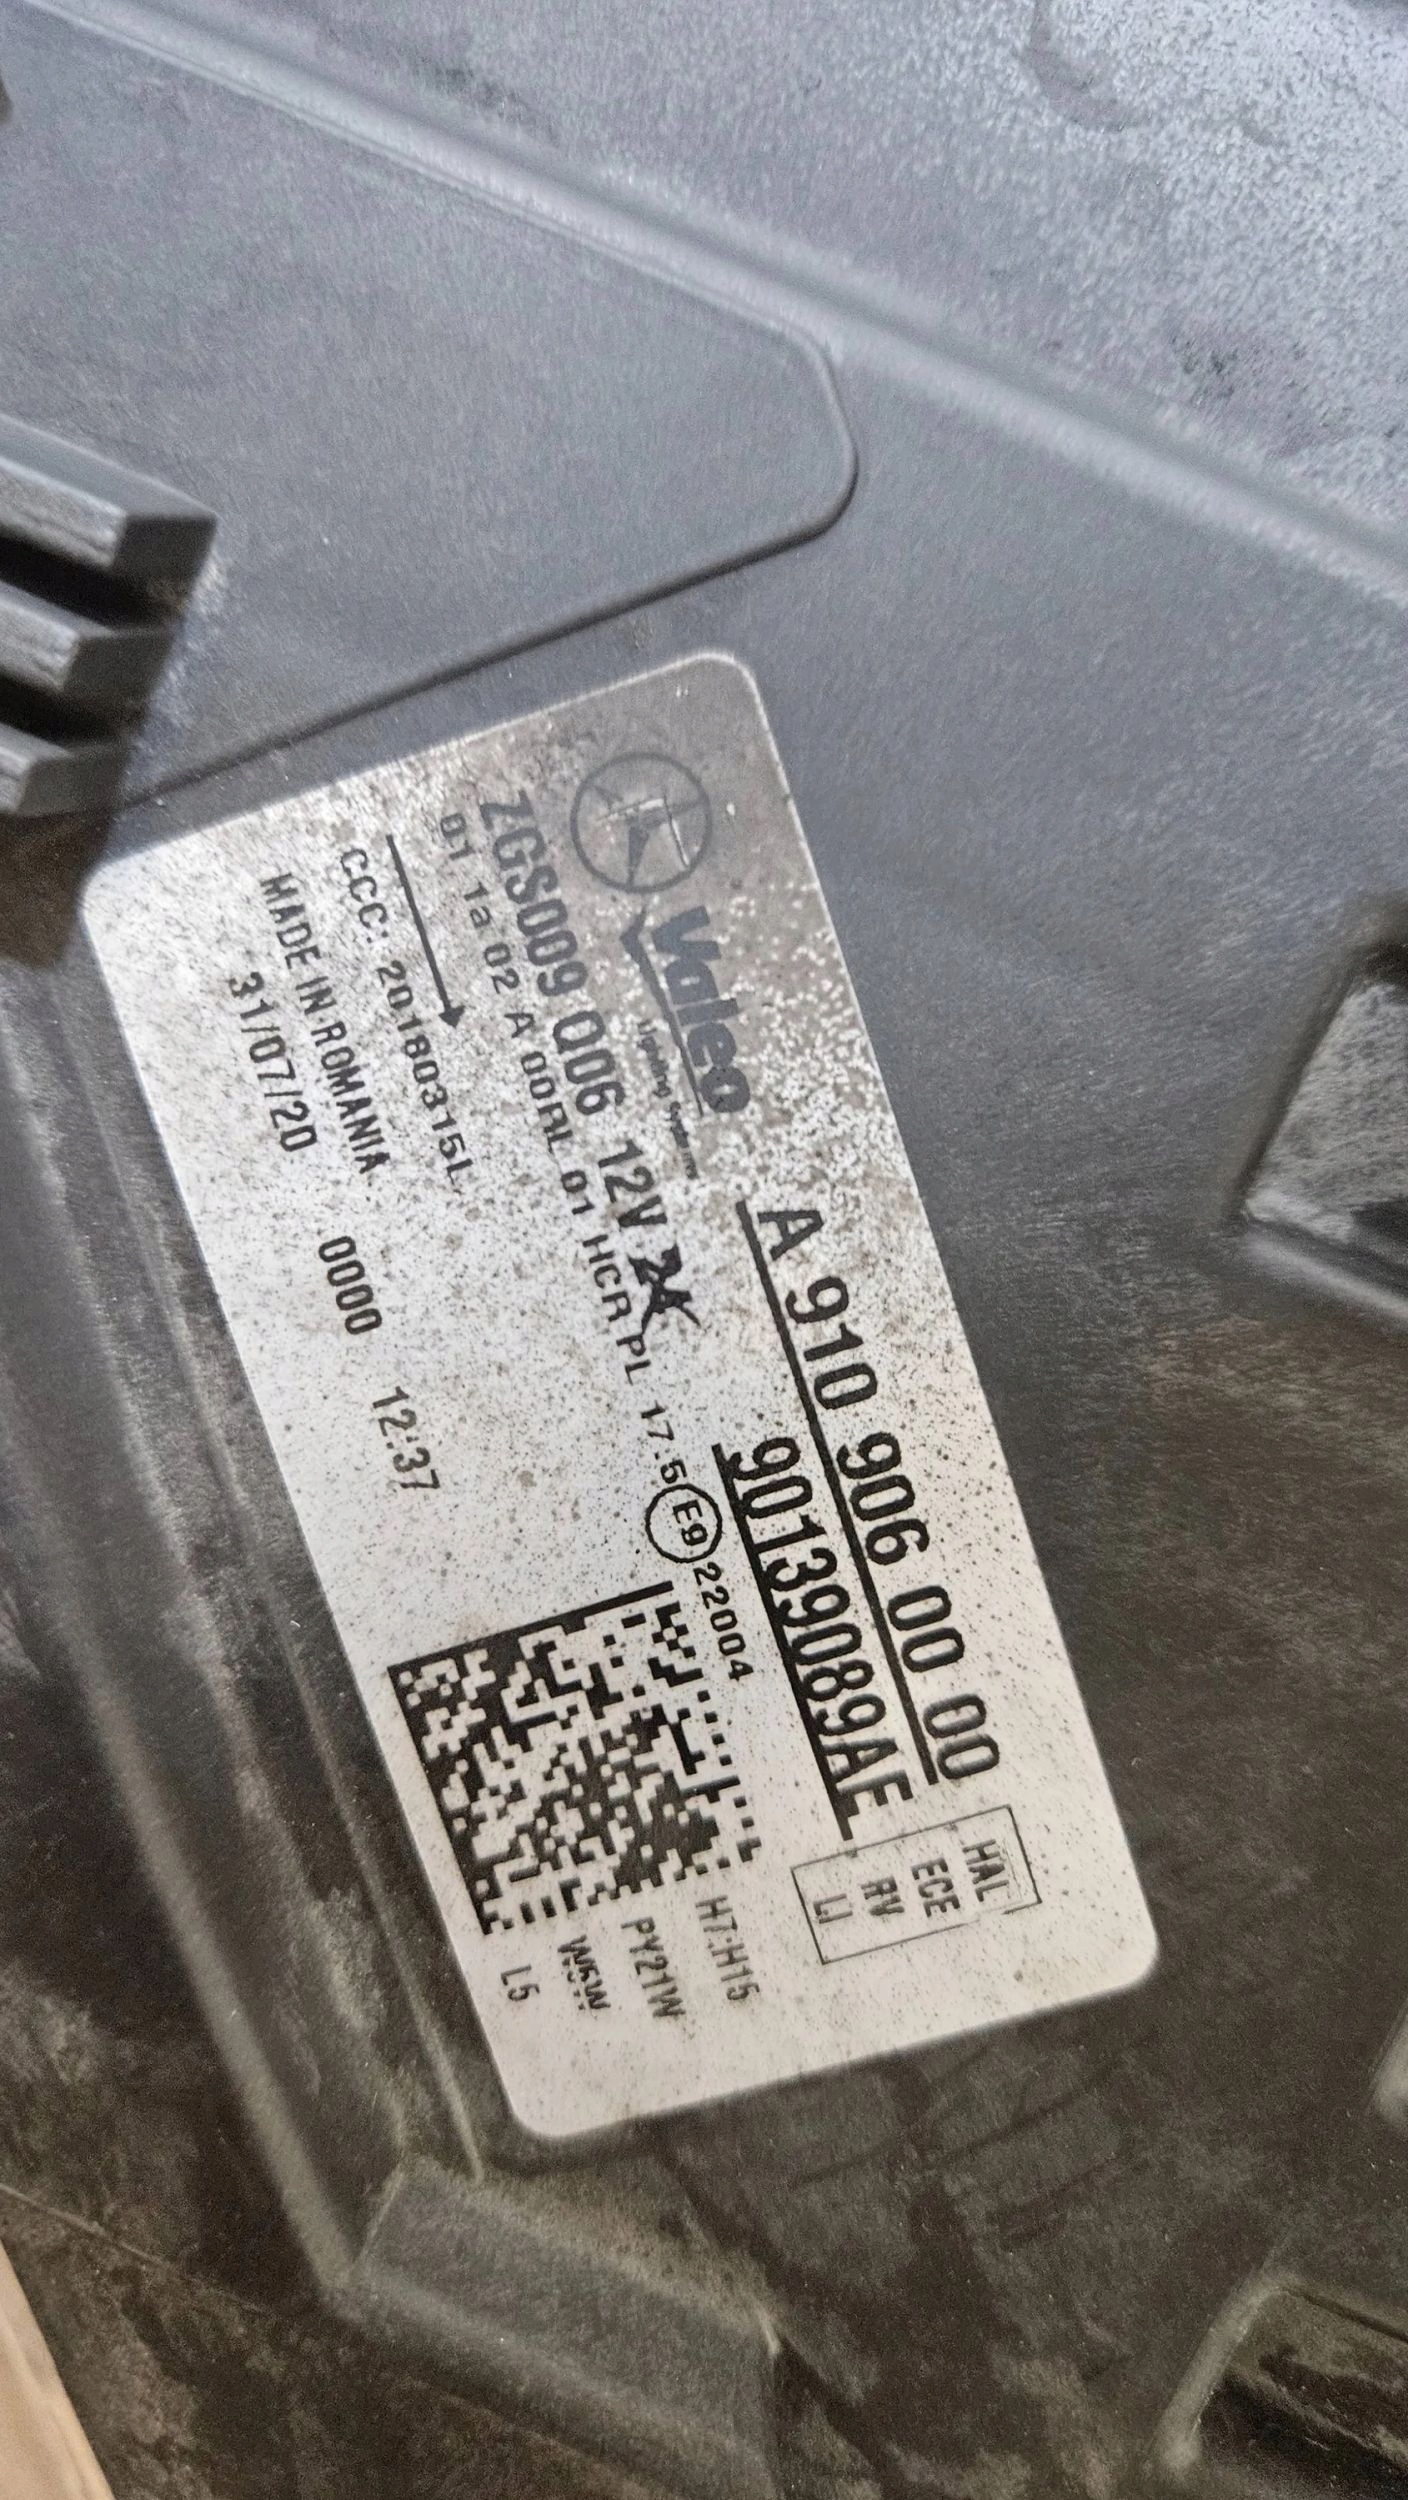 Valeo
Lighting Systems
A 910 906 00 00
90139089AE
HAL
ECE
RV
LI
ZGS009 Q06 12V
01 1a 02 A 00RL 01 HCR PL 17.5 E9 22004
CCC: 20180315L
MADE IN ROMANIA
31/07/20 0000 12:37
H7:H15
PY21W
W5W
L5